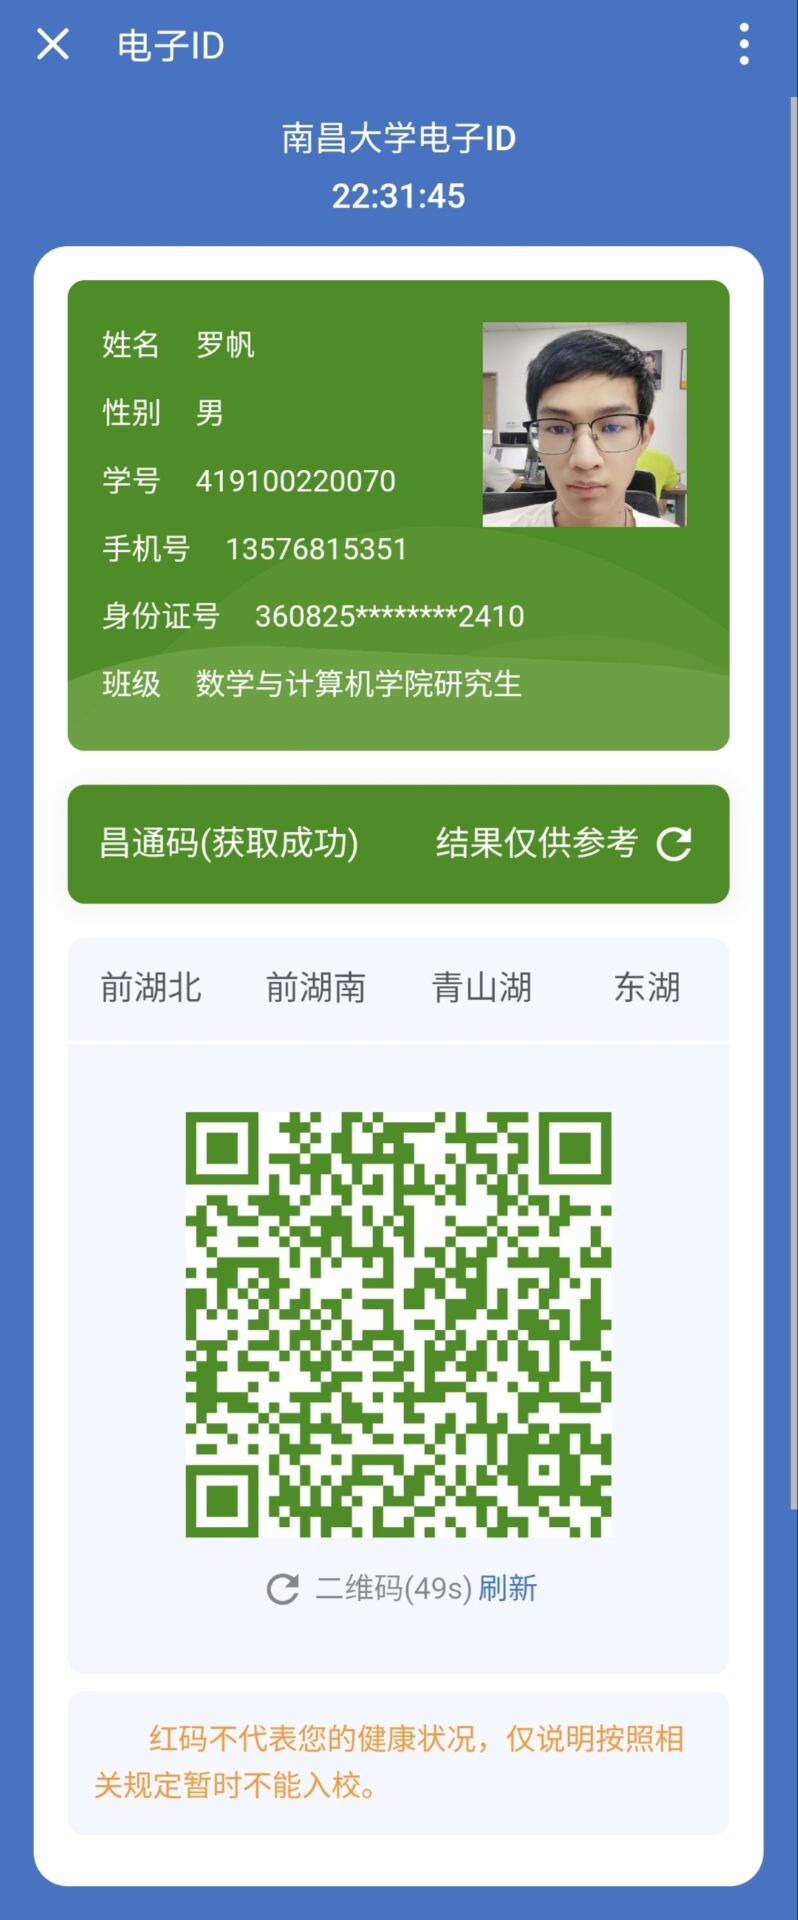 电子ID
南昌大学电子ID
22:31:45
姓名 罗帆
性别 男
学号 419100220070
手机号 13576815351
身份证号 360825********2410
班级 数学与计算机学院研究生
昌通码(获取成功) 结果仅供参考
前湖北 前湖南 青山湖 东湖
二维码(49s) 刷新
红码不代表您的健康状况，仅说明按照相
关规定暂时不能入校。